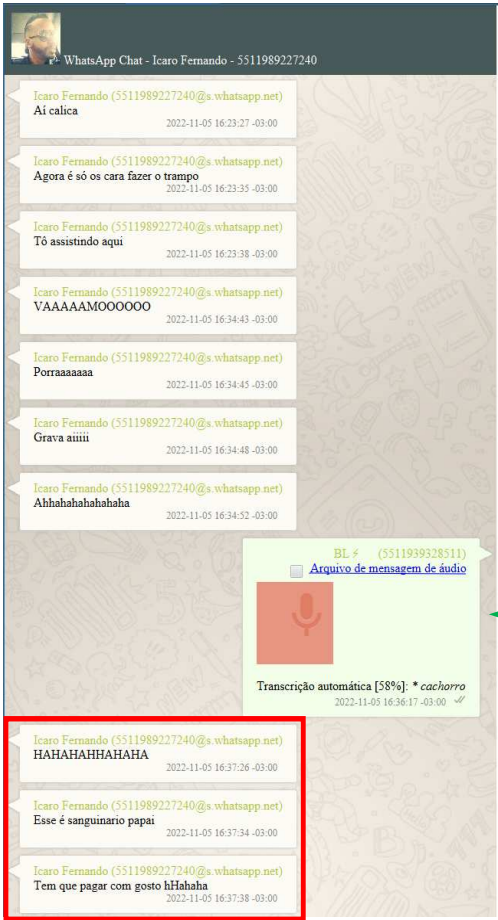 WhatsApp Chat - Icaro Fernando - 5511989227240
Icaro Fernando (5511989227240@s.whatsapp.net)
Aí calica
2022-11-05 16:23:27 -03:00
Icaro Fernando (5511989227240@s.whatsapp.net)
Agora é só os cara fazer o trampo
2022-11-05 16:23:35 -03:00
Icaro Fernando (5511989227240@s.whatsapp.net)
Tô assistindo aqui
2022-11-05 16:23:38 -03:00
Icaro Fernando (5511989227240@s.whatsapp.net)
VAAAAAMOOOOOO
2022-11-05 16:34:43 -03:00
Icaro Fernando (5511989227240@s.whatsapp.net)
Porraaaaaaa
2022-11-05 16:34:45 -03:00
Icaro Fernando (5511989227240@s.whatsapp.net)
Grava aiiiii
2022-11-05 16:34:48 -03:00
Icaro Fernando (5511989227240@s.whatsapp.net)
Ahhahahahahahaha
2022-11-05 16:34:52 -03:00
BL ⚡ (5511939328511)
Arquivo de mensagem de áudio
Transcrição automática [58%]: * cachorro
2022-11-05 16:36:17 -03:00
Icaro Fernando (5511989227240@s.whatsapp.net)
HAHAHAHHAHAHA
2022-11-05 16:37:26 -03:00
Icaro Fernando (5511989227240@s.whatsapp.net)
Esse é sanguinario papai
2022-11-05 16:37:34 -03:00
Icaro Fernando (5511989227240@s.whatsapp.net)
Tem que pagar com gosto hHahaha
2022-11-05 16:37:38 -03:00